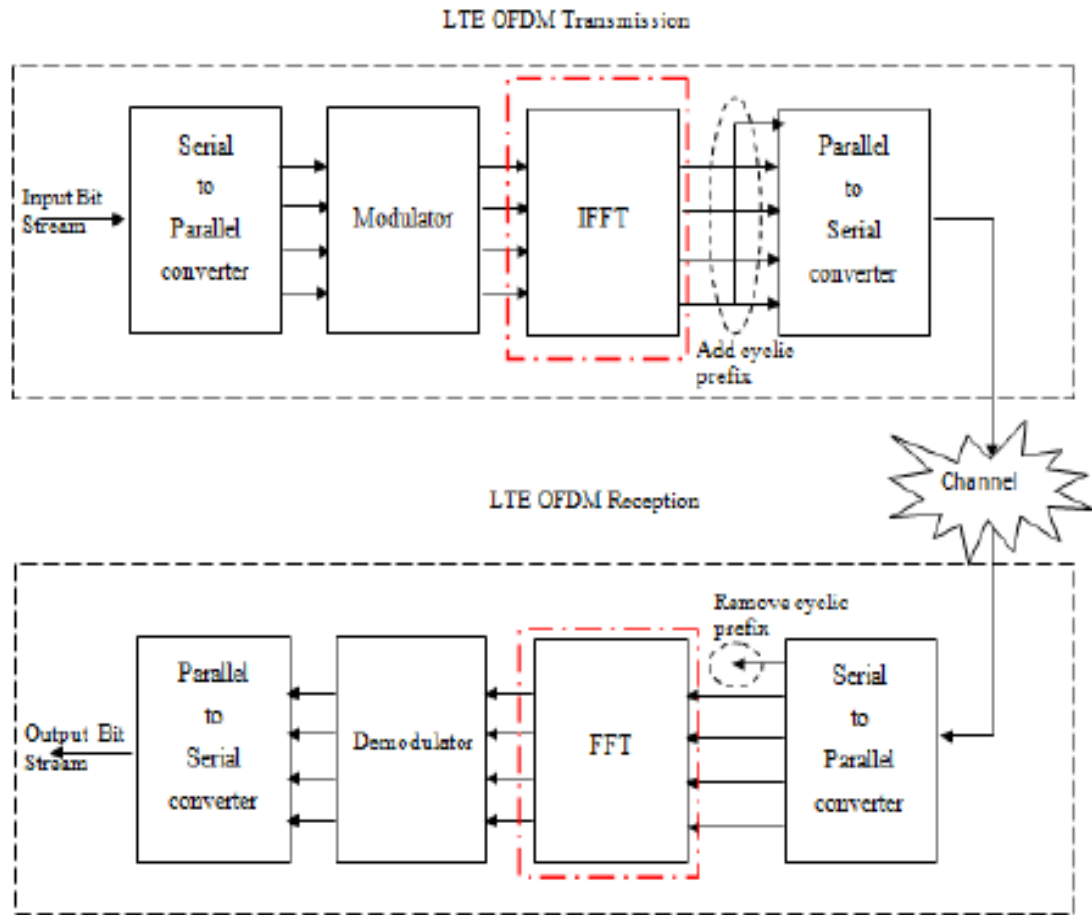 LTE OFDM Transmission
Input Bit
Stream
Serial
to
Parallel
converter
Modulator
IFFT
Add cyclic
prefix
Parallel
to
Serial
converter
Channel
LTE OFDM Reception
Output Bit
Stream
Parallel
to
Serial
converter
Demodulator
FFT
Remove cyclic
prefix
Serial
to
Parallel
converter